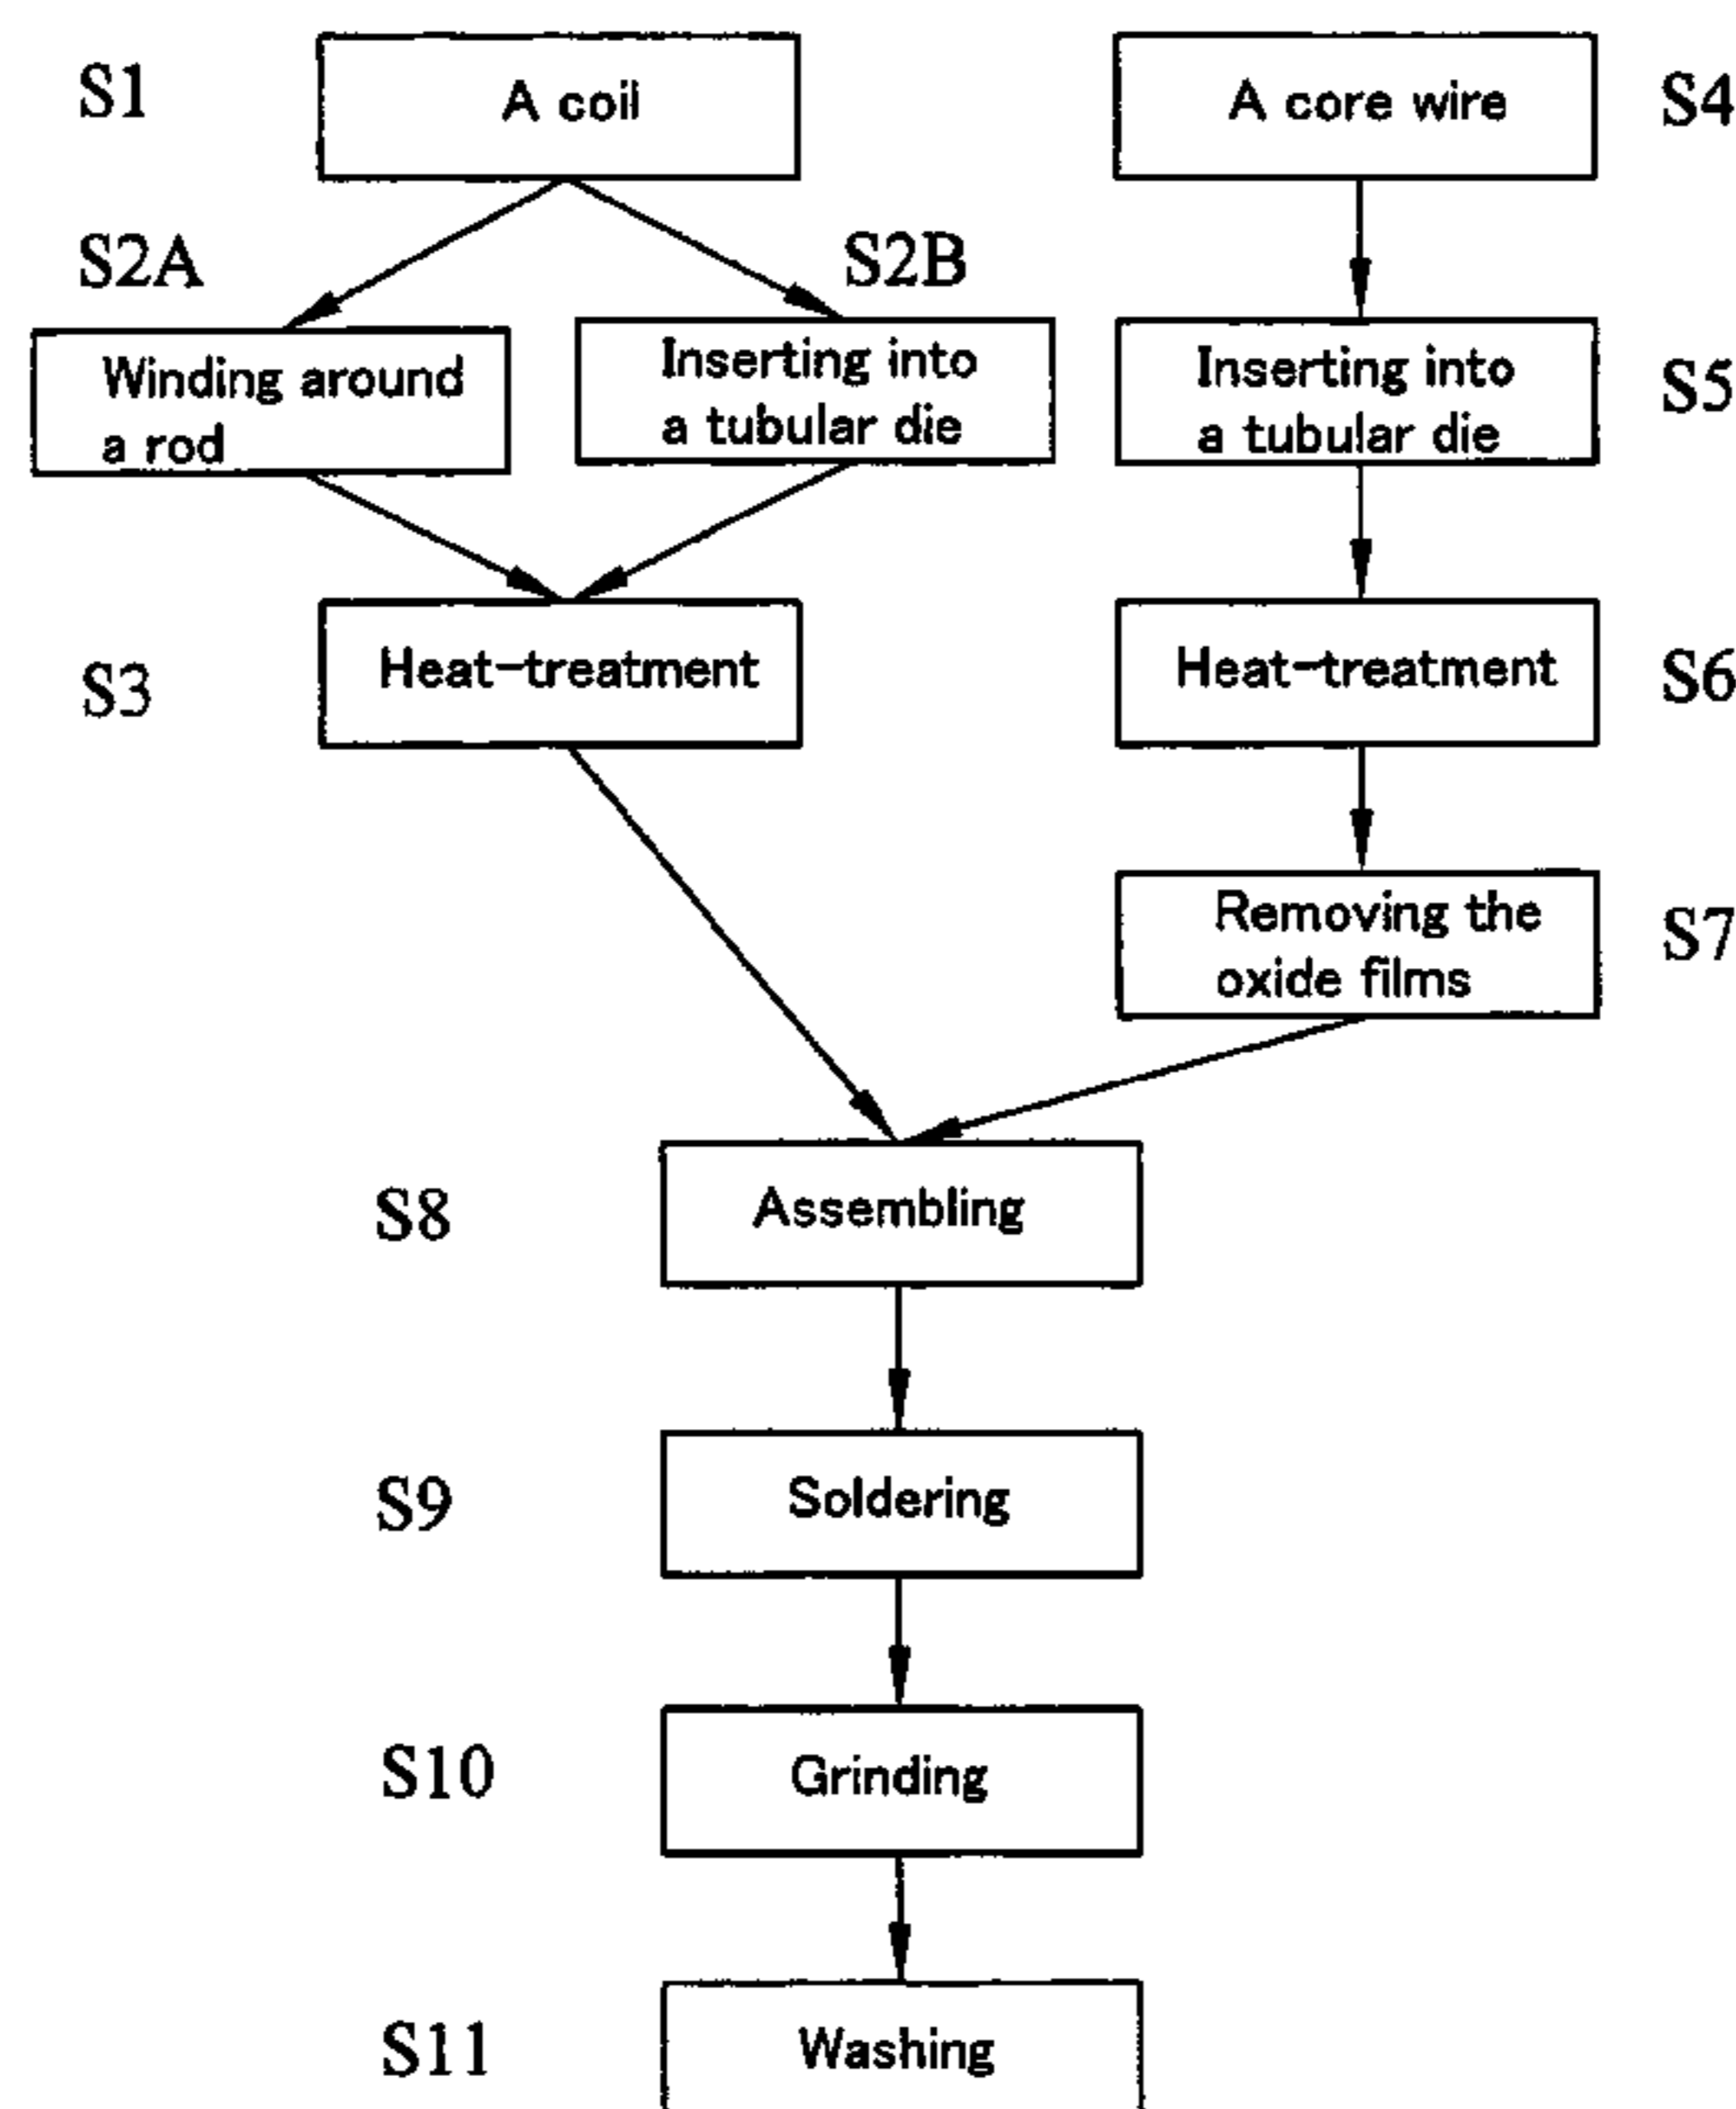 S1
A coil
A core wire
S4
S2A
S2B
Winding around
a rod
Inserting into
a tubular die
Inserting into
a tubular die
S5
S3
Heat-treatment
Heat-treatment
S6
Removing the
oxide films
S7
S8
Assembling
S9
Soldering
S10
Grinding
S11
Washing